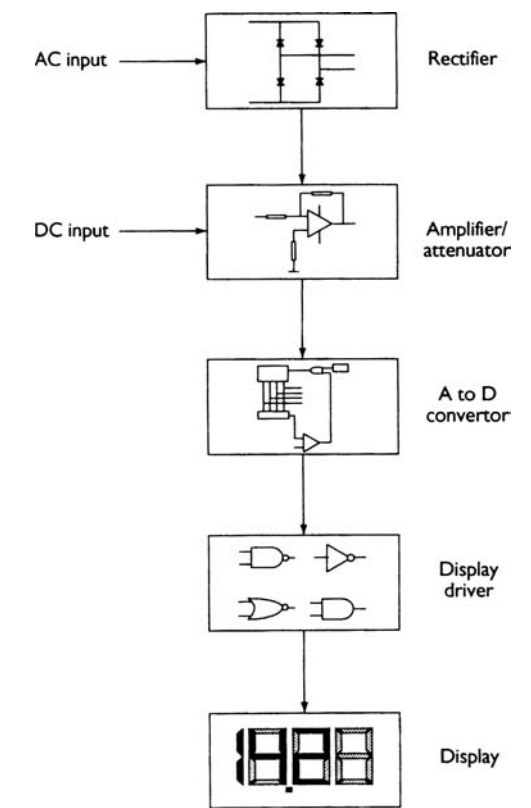 AC input
Rectifier
DC input
Amplifier/
attenuator
A to D
convertor
Display
driver
Display